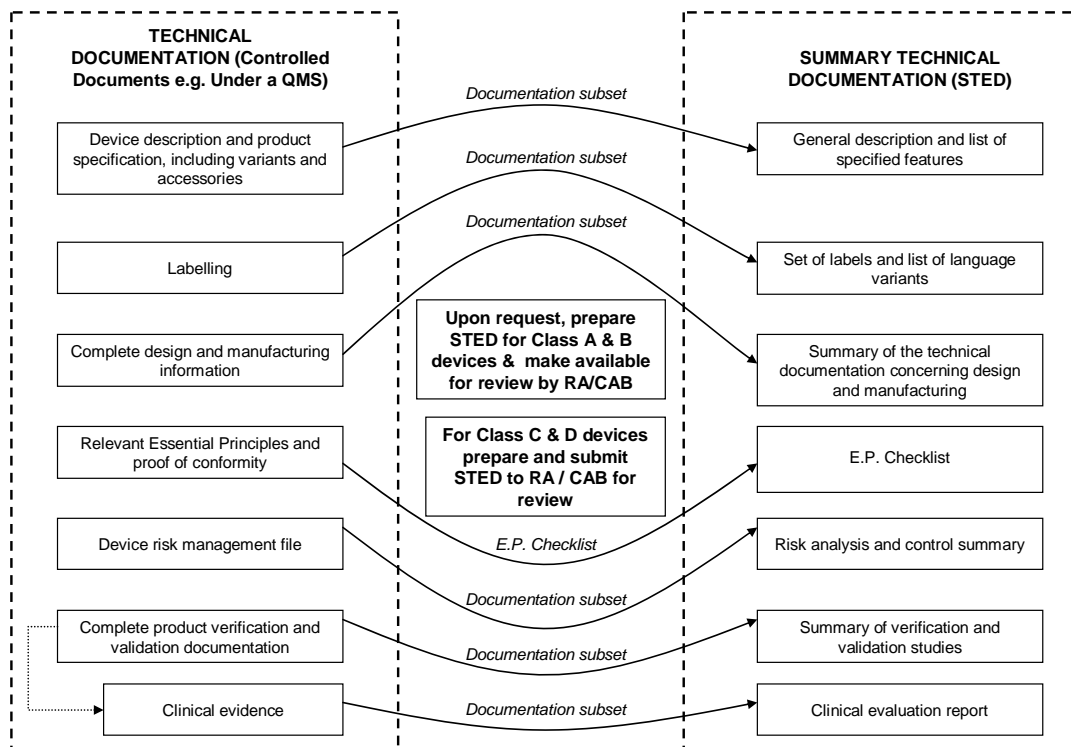 TECHNICAL
DOCUMENTATION (Controlled
Documents e.g. Under a QMS)
Device description and product
specification, including variants and
accessories
Labelling
Complete design and manufacturing
information
Relevant Essential Principles and
proof of conformity
Device risk management file
Complete product verification and
validation documentation
Clinical evidence
Documentation subset
Documentation subset
Documentation subset
Upon request, prepare
STED for Class A & B
devices &  make available
for review by RA/CAB
For Class C & D devices
prepare and submit
STED to RA / CAB for
review
E.P. Checklist
Documentation subset
Documentation subset
Documentation subset
SUMMARY TECHNICAL
DOCUMENTATION (STED)
General description and list of
specified features
Set of labels and list of language
variants
Summary of the technical
documentation concerning design
and manufacturing
E.P. Checklist
Risk analysis and control summary
Summary of verification and
validation studies
Clinical evaluation report